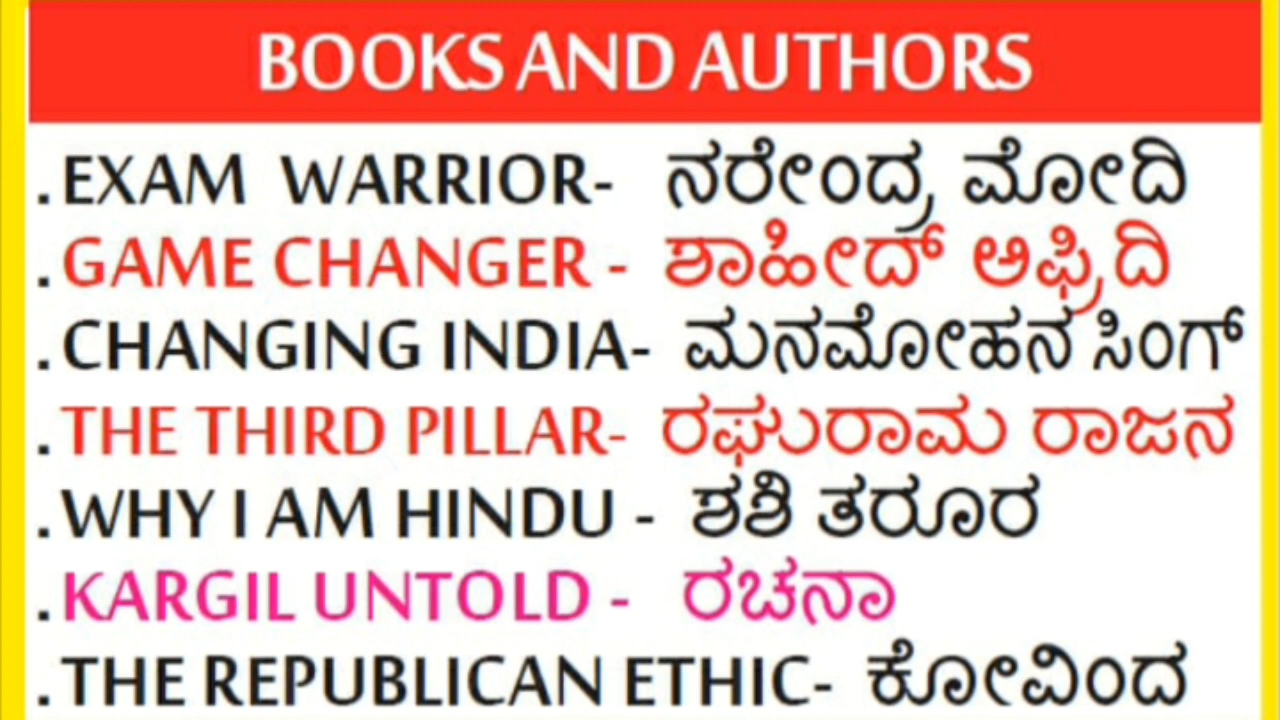 BOOKS AND AUTHORS
. EXAM WARRIOR- ನರೇಂದ್ರ ಮೋದಿ
. GAME CHANGER - ಶಾಹೀದ್ ಅಫ್ರಿದಿ
. CHANGING INDIA- ಮನಮೋಹನ ಸಿಂಗ್
. THE THIRD PILLAR- ರಘುರಾಮ ರಾಜನ
. WHY I AM HINDU - ಶಶಿ ತರೂರ
. KARGIL UNTOLD - ರಚನಾ
. THE REPUBLICAN ETHIC- ಕೋವಿಂದ